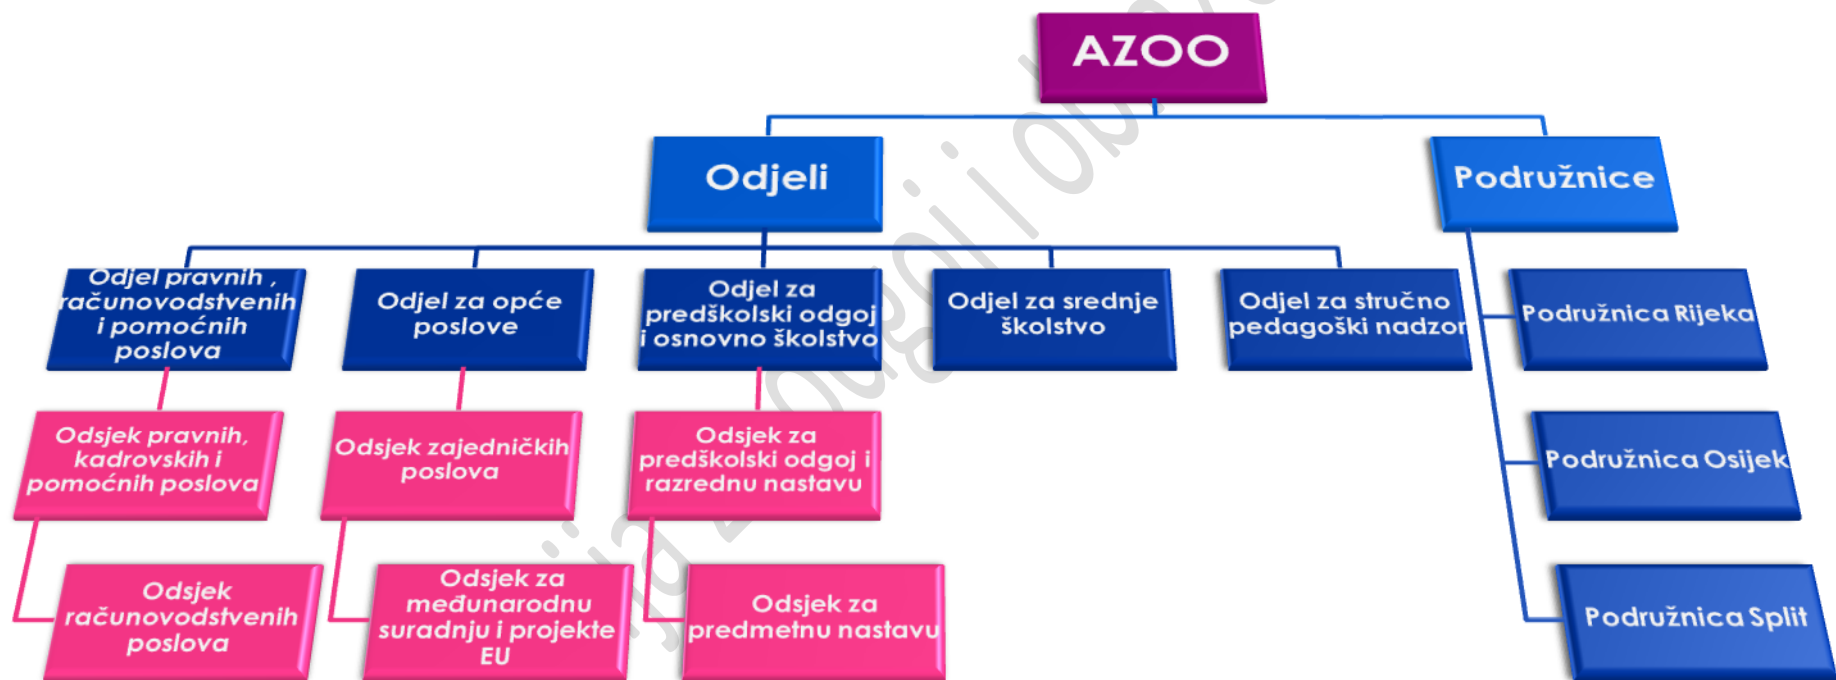 AZOO
Odjeli
Podružnice
Odjel pravnih ,
računovodstvenih
i pomoćnih
poslova
Odjel za opće
poslove
Odjel za
predškolski odgoj
i osnovno školstvo
Odjel za srednje
školstvo
Odjel za stručno
pedagoški nadzor
Podružnica Rijeka
Odsjek pravnih,
kadrovskih i
pomoćnih poslova
Odsjek zajedničkih
poslova
Odsjek za
predškolski odgoj i
razrednu nastavu
Podružnica Osijek
Odsjek
računovodstvenih
poslova
Odsjek za
međunarodnu
suradnju i projekte
EU
Odsjek za
predmetnu nastavu
Podružnica Split